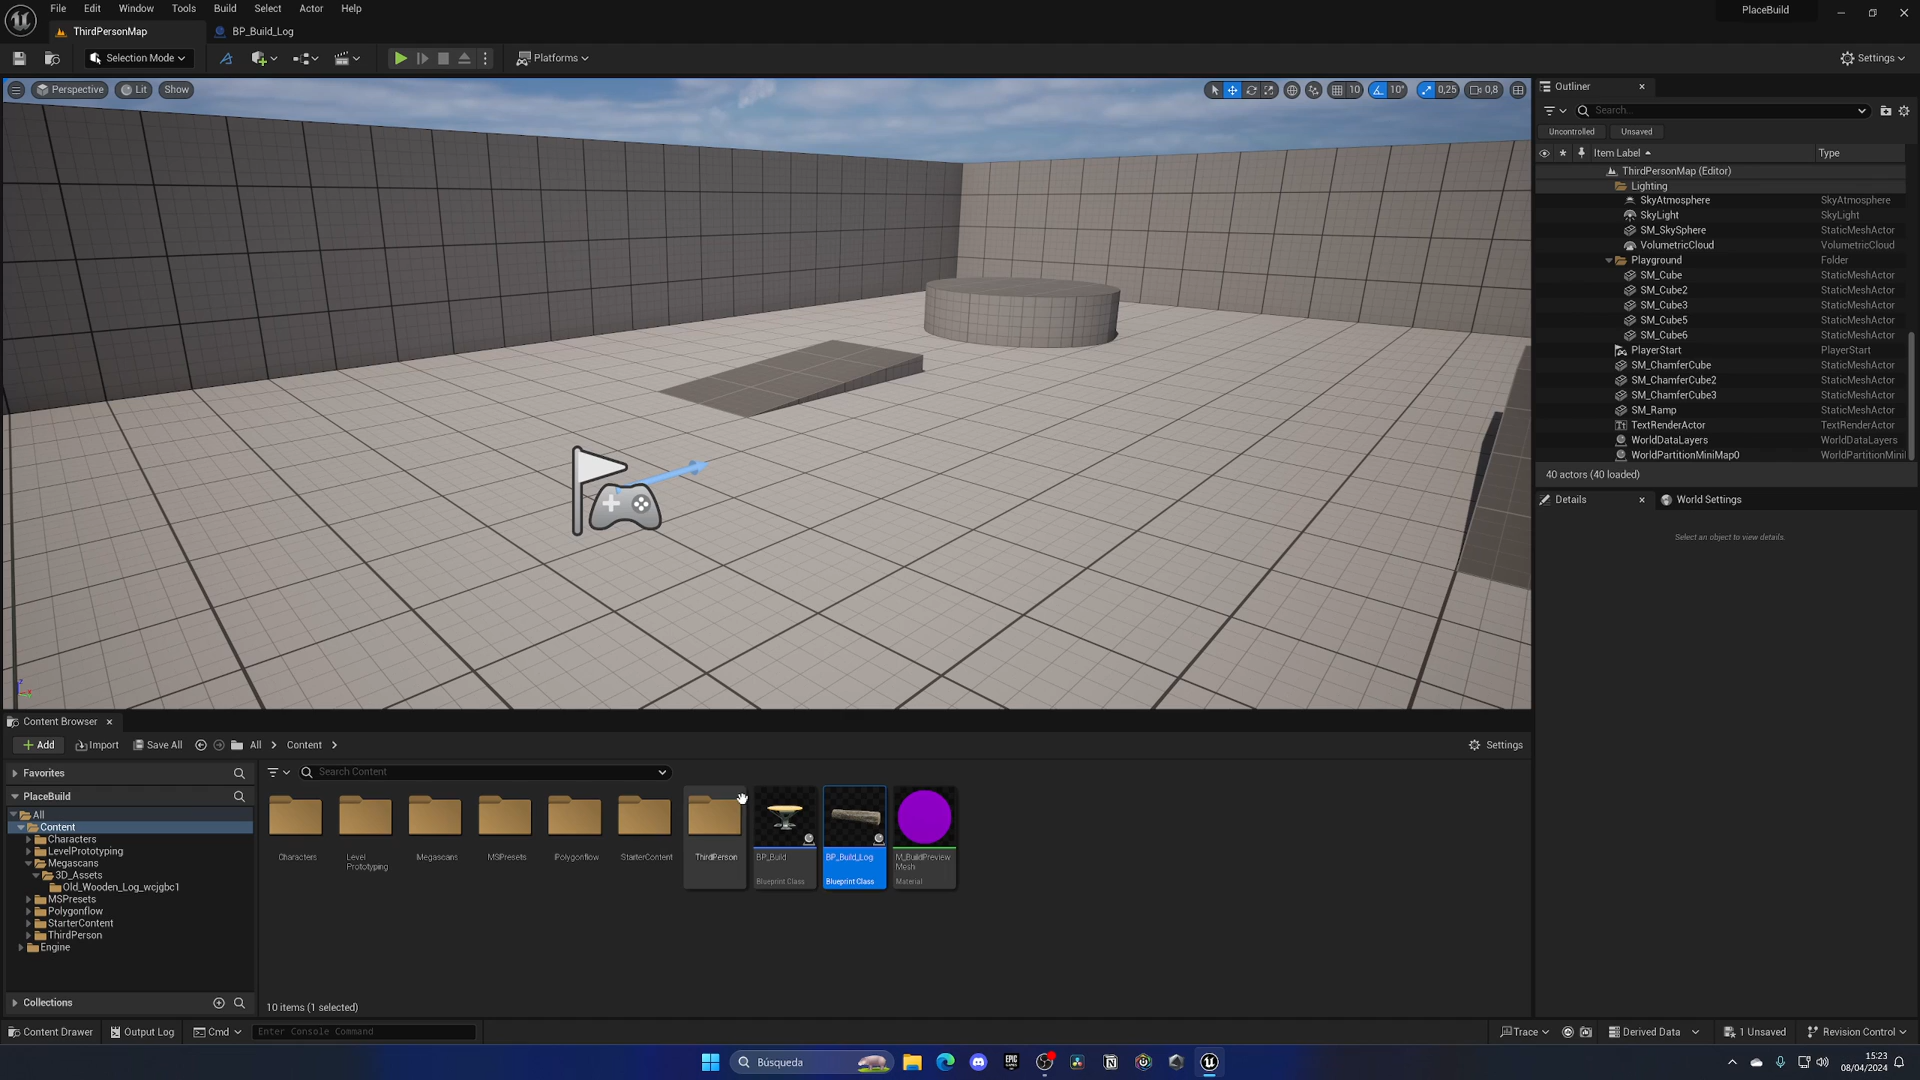 File Edit Window Tools Build Select Actor Help
PlaceBuild
ThirdPersonMap
BP_Build_Log
Selection Mode
Platforms
Settings
Perspective
Lit
Show
10
10°
0,25
0,8
Outliner
Search...
Uncontrolled
Unsaved
Item Label
Type
ThirdPersonMap (Editor)
Lighting
SkyAtmosphere SkyAtmosphere
SkyLight SkyLight
SM_SkySphere StaticMeshActor
VolumetricCloud VolumetricCloud
Playground Folder
SM_Cube StaticMeshActor
SM_Cube2 StaticMeshActor
SM_Cube3 StaticMeshActor
SM_Cube5 StaticMeshActor
SM_Cube6 StaticMeshActor
PlayerStart PlayerStart
SM_ChamferCube StaticMeshActor
SM_ChamferCube2 StaticMeshActor
SM_ChamferCube3 StaticMeshActor
SM_Ramp StaticMeshActor
TextRenderActor TextRenderActor
WorldDataLayers WorldDataLayers
WorldPartitionMiniMap0 WorldPartitionMini
40 actors (40 loaded)
Details
World Settings
Select an object to view details.
Content Browser
Add
Import
Save All
All
Content
Settings
Favorites
PlaceBuild
All
Content
Characters
LevelPrototyping
Megascans
3D_Assets
Old_Wooden_Log_wcjgbc1
MSPresets
Polygonflow
StarterContent
ThirdPerson
Engine
Collections
Search Content
Characters
Level
Prototyping
Megascans
MSPresets
Polygonflow
StarterContent
ThirdPerson
BP_Build
Blueprint Class
BP_Build_Log
Blueprint Class
M_BuildPreview
Mesh
Material
10 items (1 selected)
Content Drawer
Output Log
Cmd
Enter Console Command
Trace
Derived Data
1 Unsaved
Revision Control
Búsqueda
EPIC
GAMES
15:23
08/04/2024